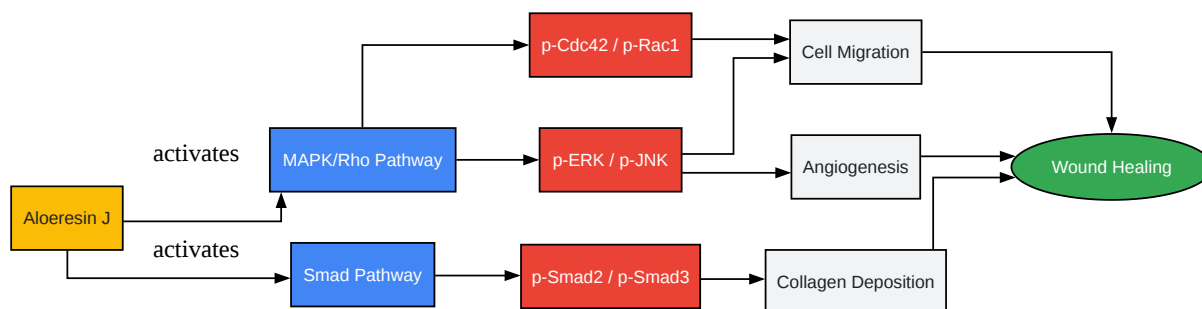 p-Cdc42 / p-Rac1
Cell Migration
activates
MAPK/Rho Pathway
p-ERK / p-JNK
Angiogenesis
Wound Healing
Aloeresin J
activates
Smad Pathway
p-Smad2 / p-Smad3
Collagen Deposition